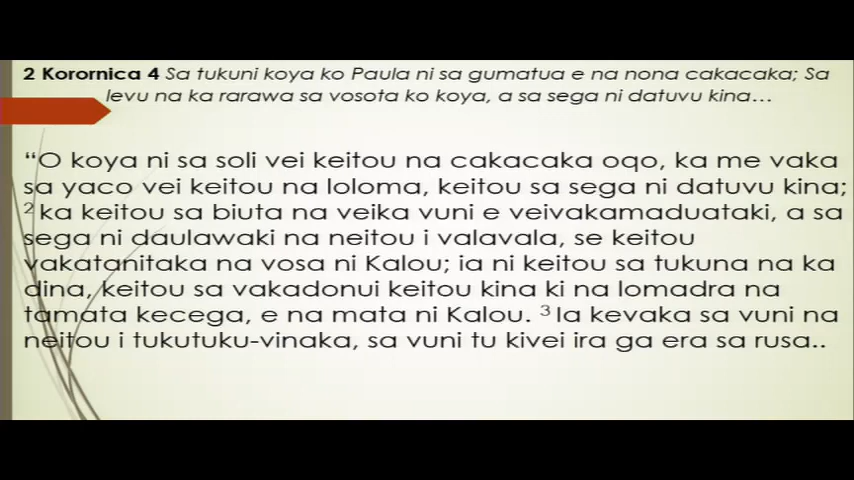 2 Korornica 4 Sa tukuni koya ko Paula ni sa gumatua e na nona cakacaka; Sa
levu na ka rarawa sa vosota ko koya, a sa sega ni datuvu kina…
“O koya ni sa soli vei keitou na cakacaka oqo, ka me vaka
sa yaco vei keitou na loloma, keitou sa sega ni datuvu kina;
2 ka keitou sa biuta na veika vuni e veivakamaduataki, a sa
sega ni daulawaki na neitou i valavala, se keitou
vakatanitaka na vosa ni Kalou; ia ni keitou sa tukuna na ka
dina, keitou sa vakadonui keitou kina ki na lomadra na
tamata kecega, e na mata ni Kalou. 3 Ia kevaka sa vuni na
neitou i tukutuku-vinaka, sa vuni tu kivei ira ga era sa rusa..